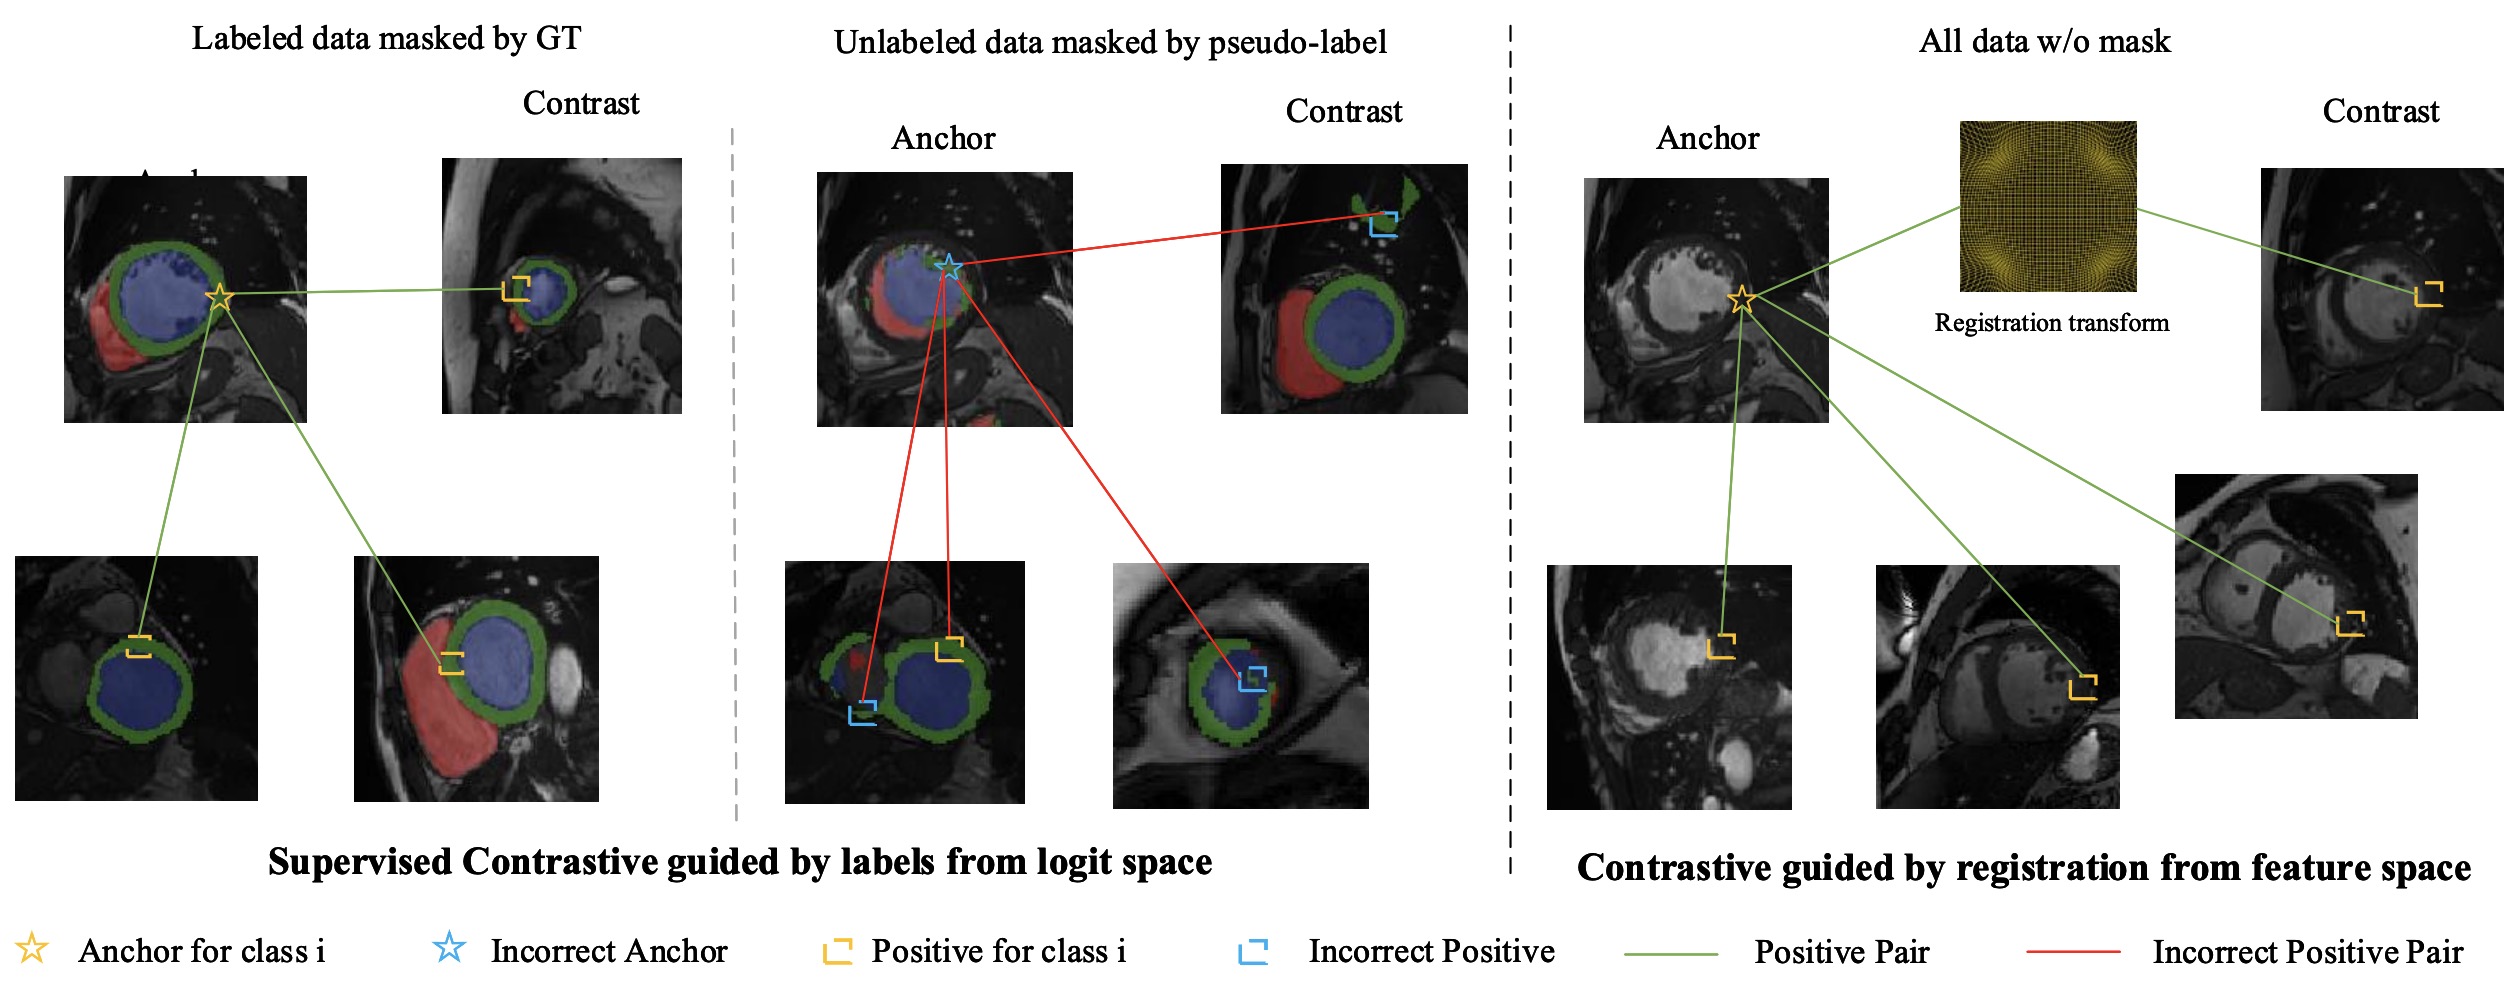 Labeled data masked by GT
Unlabeled data masked by pseudo-label
All data w/o mask
Contrast
Contrast
Contrast
Anchor
Anchor
Registration transform
Supervised Contrastive guided by labels from logit space
Contrastive guided by registration from feature space
Anchor for class i
Incorrect Anchor
Positive for class i
Incorrect Positive
Positive Pair
Incorrect Positive Pair